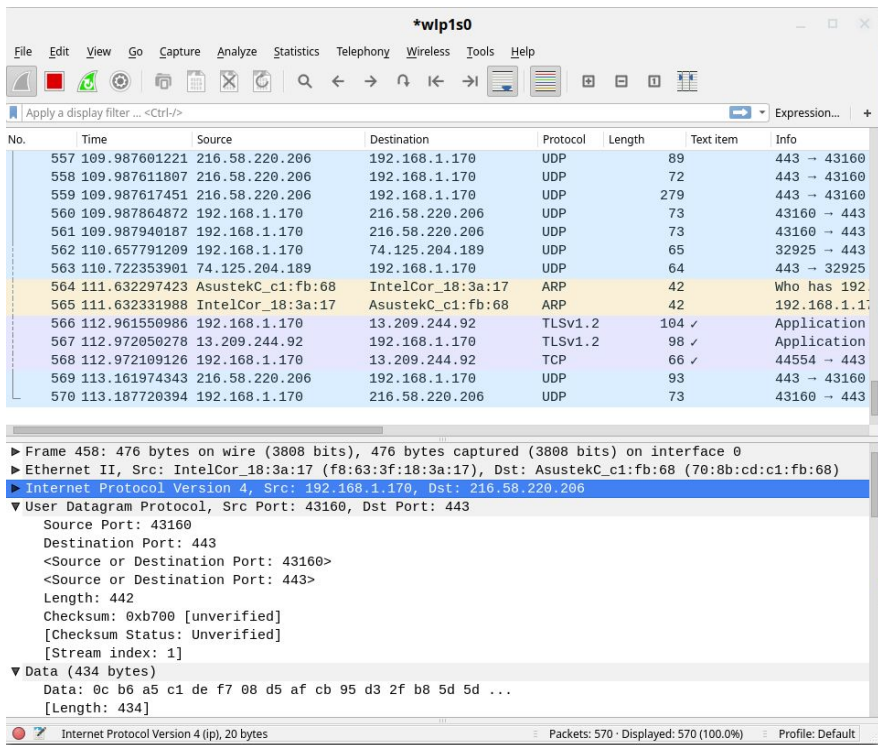 *wlp1s0
File Edit View Go Capture Analyze Statistics Telephony Wireless Tools Help
Apply a display filter ... <Ctrl-/> Expression... +
No. Time Source Destination Protocol Length Text item Info
557 109.987601221 216.58.220.206 192.168.1.170 UDP 89 443 → 43160
558 109.987611807 216.58.220.206 192.168.1.170 UDP 72 443 → 43160
559 109.987617451 216.58.220.206 192.168.1.170 UDP 279 443 → 43160
560 109.987864872 192.168.1.170 216.58.220.206 UDP 73 43160 → 443
561 109.987940187 192.168.1.170 216.58.220.206 UDP 73 43160 → 443
562 110.657791209 192.168.1.170 74.125.204.189 UDP 65 32925 → 443
563 110.722353901 74.125.204.189 192.168.1.170 UDP 64 443 → 32925
564 111.632297423 AsustekC_c1:fb:68 IntelCor_18:3a:17 ARP 42 Who has 192.
565 111.632331988 IntelCor_18:3a:17 AsustekC_c1:fb:68 ARP 42 192.168.1.17
566 112.961550986 192.168.1.170 13.209.244.92 TLSv1.2 104 ✓ Application
567 112.972050278 13.209.244.92 192.168.1.170 TLSv1.2 98 ✓ Application
568 112.972109126 192.168.1.170 13.209.244.92 TCP 66 ✓ 44554 → 443
569 113.161974343 216.58.220.206 192.168.1.170 UDP 93 443 → 43160
570 113.187720394 192.168.1.170 216.58.220.206 UDP 73 43160 → 443
Frame 458: 476 bytes on wire (3808 bits), 476 bytes captured (3808 bits) on interface 0
Ethernet II, Src: IntelCor_18:3a:17 (f8:63:3f:18:3a:17), Dst: AsustekC_c1:fb:68 (70:8b:cd:c1:fb:68)
Internet Protocol Version 4, Src: 192.168.1.170, Dst: 216.58.220.206
User Datagram Protocol, Src Port: 43160, Dst Port: 443
Source Port: 43160
Destination Port: 443
<Source or Destination Port: 43160>
<Source or Destination Port: 443>
Length: 442
Checksum: 0xb700 [unverified]
[Checksum Status: Unverified]
[Stream index: 1]
Data (434 bytes)
Data: 0c b6 a5 c1 de f7 08 d5 af cb 95 d3 2f b8 5d 5d ...
[Length: 434]
Internet Protocol Version 4 (ip), 20 bytes Packets: 570 · Displayed: 570 (100.0%) Profile: Default